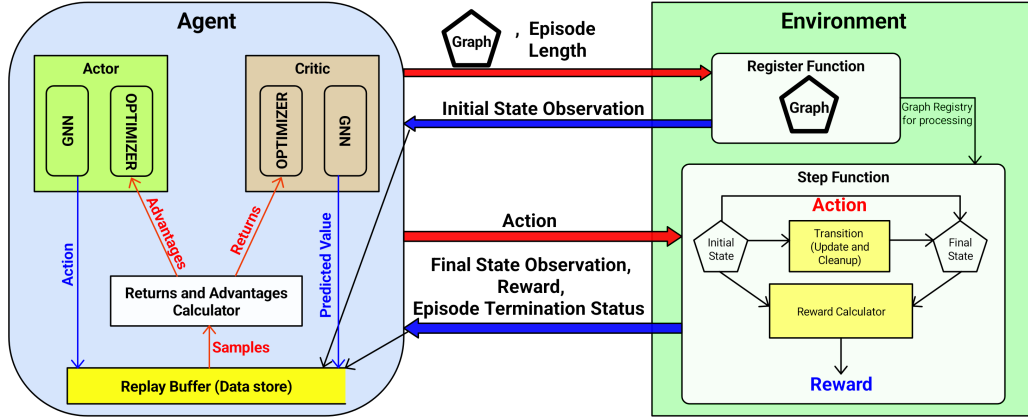 Agent
Actor
GNN
OPTIMIZER
Critic
OPTIMIZER
GNN
Action
Advantages
Returns
Predicted Value
Returns and Advantages
Calculator
Samples
Replay Buffer (Data store)
Graph
, Episode
Length
Initial State Observation
Action
Final State Observation,
Reward,
Episode Termination Status
Environment
Register Function
Graph
Graph Registry
for processing
Step Function
Action
Initial
State
Transition
(Update and
Cleanup)
Final
State
Reward Calculator
Reward